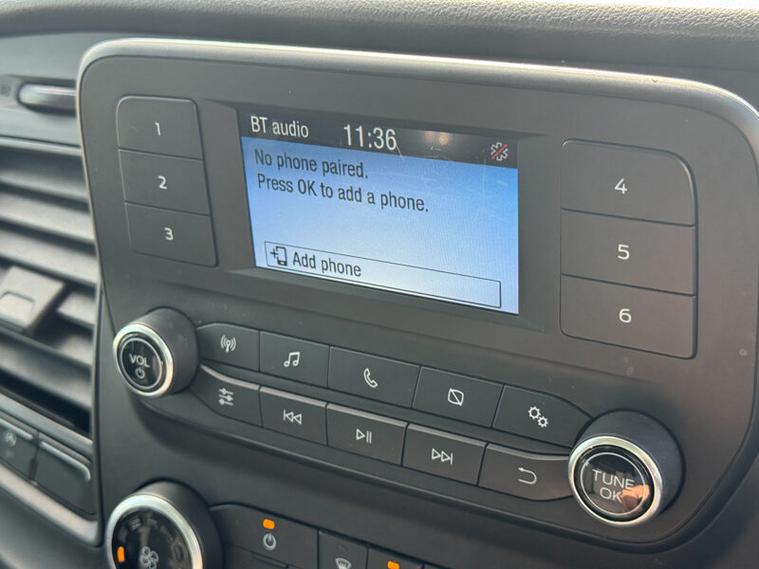 BT audio 11:36
No phone paired.
Press OK to add a phone.
Add phone
1
2
3
4
5
6
VOL
TUNE
OK